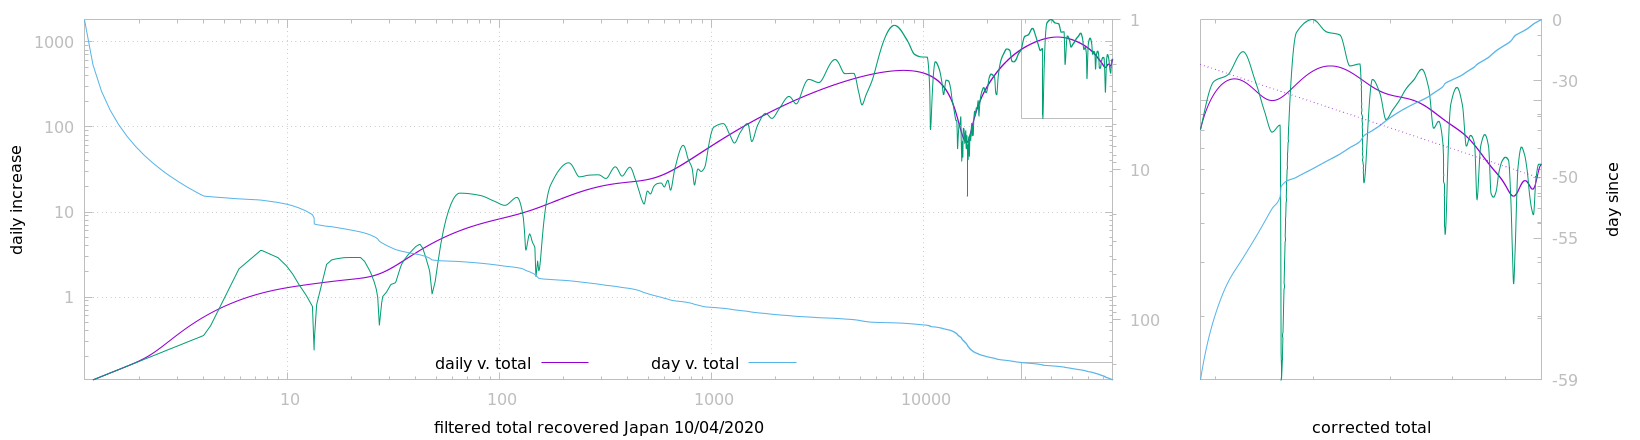 1000
100
10
1
daily increase
10
100
1000
10000
filtered total recovered Japan 10/04/2020
daily v. total
day v. total
1
10
100
0
-30
-50
-55
-59
day since
corrected total